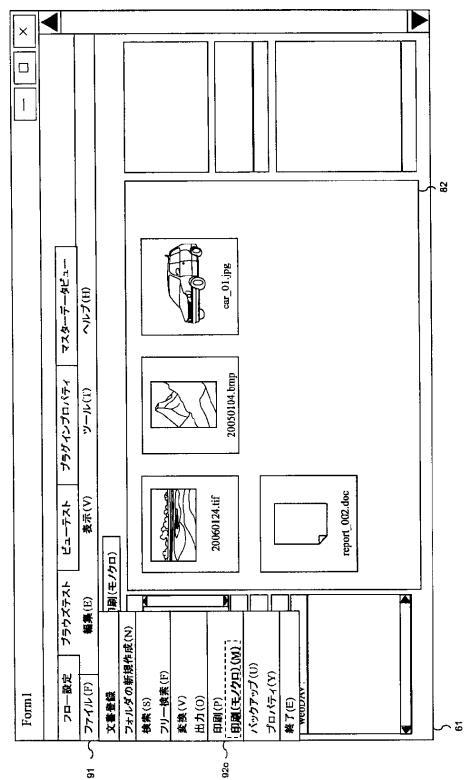 Form1
フロー設定
ブラウズテスト
ビューテスト
プラグインプロパティ
マスターデータビュー
ファイル(F)
編集(E)
表示(V)
ツール(T)
ヘルプ(H)
文書登録
フォルダの新規作成(N)
検索(S)
フリー検索(F)
変換(V)
出力(O)
印刷(P)
印刷(モノクロ)(M)
バックアップ(U)
プロパティ(Y)
終了(E)
印刷(モノクロ)
WebDAV
20060124.tif
20050104.bmp
car_01.jpg
report_002.doc
91
92c
61
82